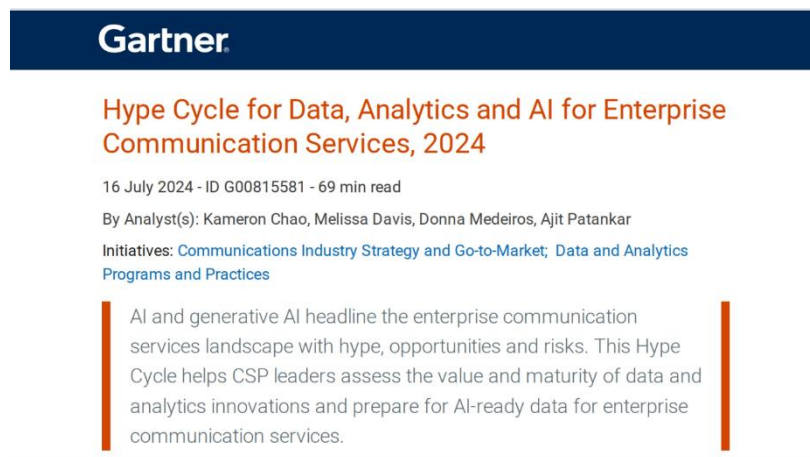 Gartner®
Hype Cycle for Data, Analytics and AI for Enterprise
Communication Services, 2024
16 July 2024 - ID G00815581 - 69 min read
By Analyst(s): Kameron Chao, Melissa Davis, Donna Medeiros, Ajit Patankar
Initiatives: Communications Industry Strategy and Go-to-Market; Data and Analytics
Programs and Practices
AI and generative AI headline the enterprise communication
services landscape with hype, opportunities and risks. This Hype
Cycle helps CSP leaders assess the value and maturity of data and
analytics innovations and prepare for AI-ready data for enterprise
communication services.